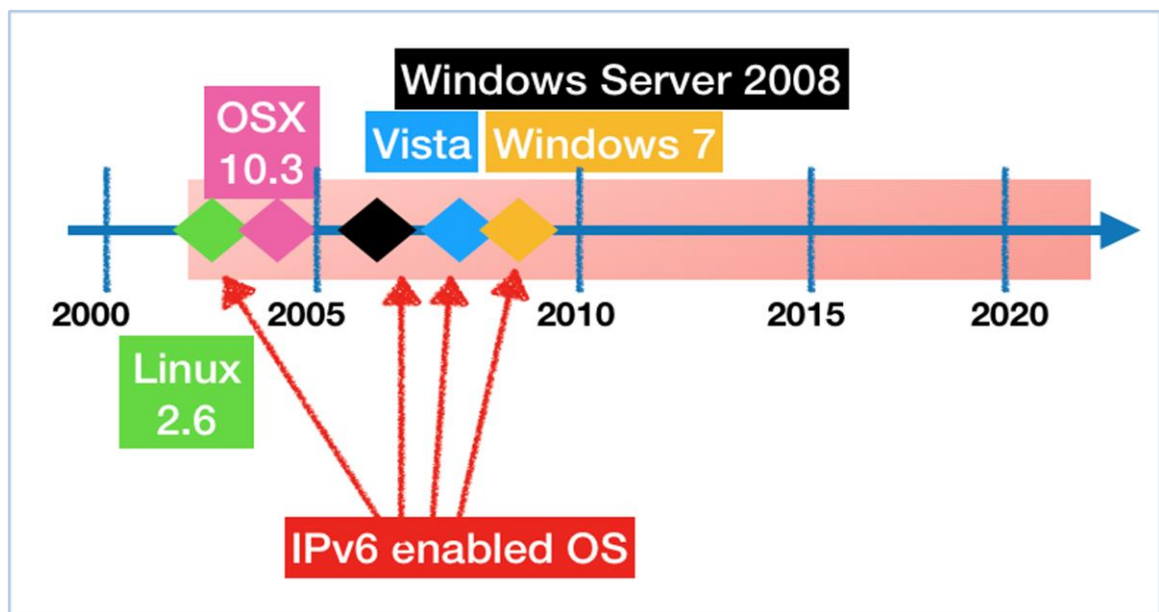 Windows Server 2008
OSX
10.3
Vista
Windows 7
2000
2005
2010
2015
2020
Linux
2.6
IPv6 enabled OS